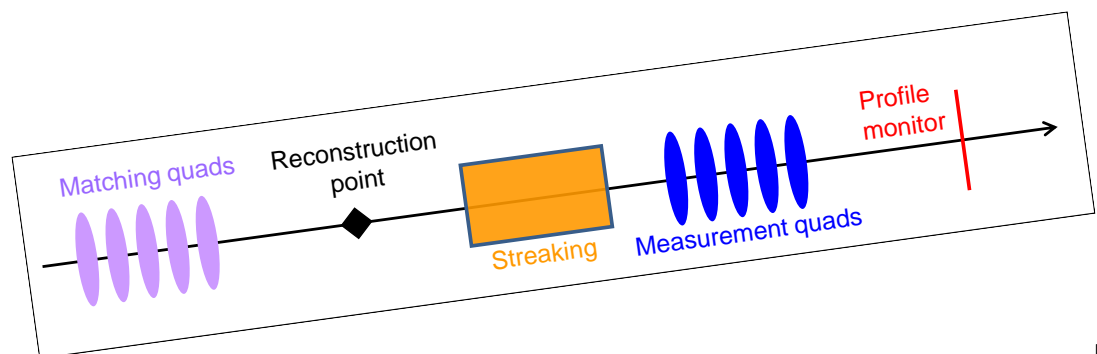 Matching quads
Reconstruction
point
Streaking
Measurement quads
Profile
monitor